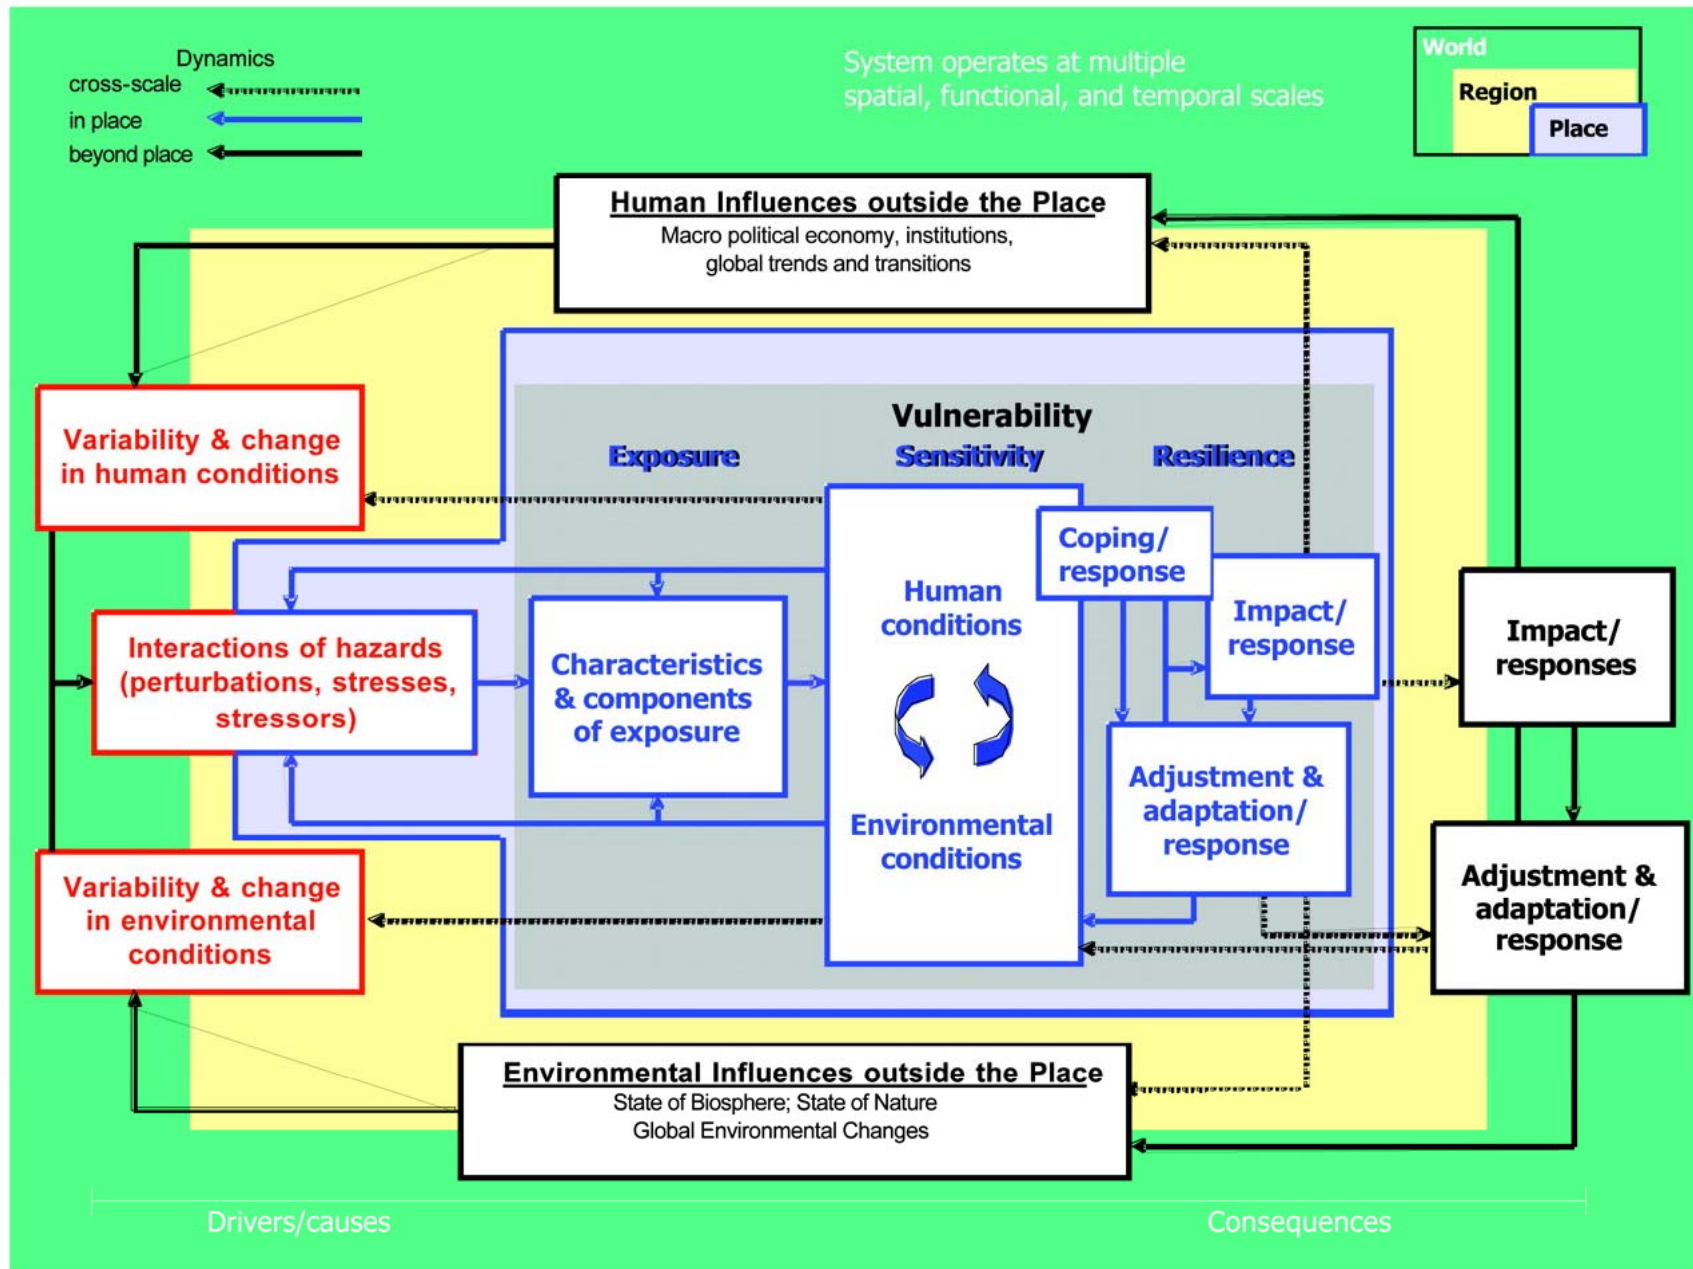 Dynamics
cross-scale
in place
beyond place
System operates at multiple
spatial, functional, and temporal scales
World
Region
Place
Human Influences outside the Place
Macro political economy, institutions,
global trends and transitions
Variability & change
in human conditions
Vulnerability
Exposure
Sensitivity
Resilience
Interactions of hazards
(perturbations, stresses,
stressors)
Characteristics
& components
of exposure
Human
conditions
Environmental
conditions
Coping/
response
Impact/
response
Adjustment &
adaptation/
response
Impact/
responses
Adjustment &
adaptation/
response
Variability & change
in environmental
conditions
Environmental Influences outside the Place
State of Biosphere; State of Nature
Global Environmental Changes
Drivers/causes
Consequences